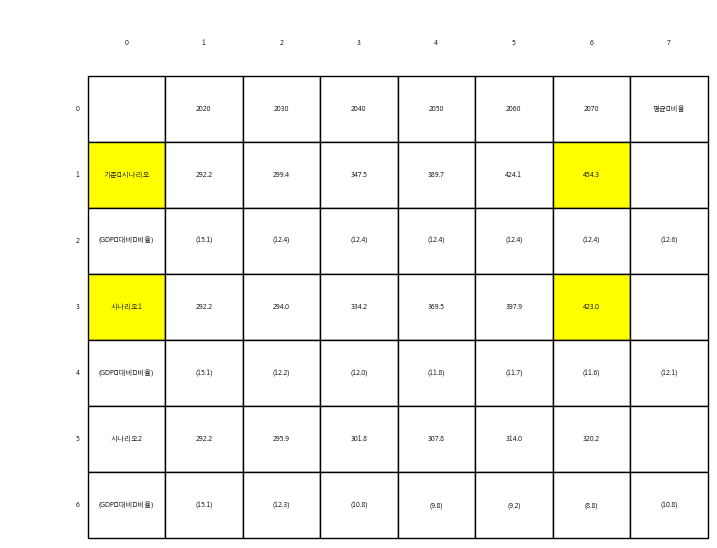 0 1 2 3 4 5 6 7
0 2020 2030 2040 2050 2060 2070 평균□비율
1 기준□시나리오 292.2 299.4 347.5 389.7 424.1 454.3
2 (GDP□대비□비율) (15.1) (12.4) (12.4) (12.4) (12.4) (12.4) (12.6)
3 시나리오1 292.2 294.0 334.2 369.5 397.9 423.0
4 (GDP□대비□비율) (15.1) (12.2) (12.0) (11.8) (11.7) (11.6) (12.1)
5 시나리오2 292.2 295.9 301.8 307.8 314.0 320.2
6 (GDP□대비□비율) (15.1) (12.3) (10.8) (9.8) (9.2) (8.8) (10.8)